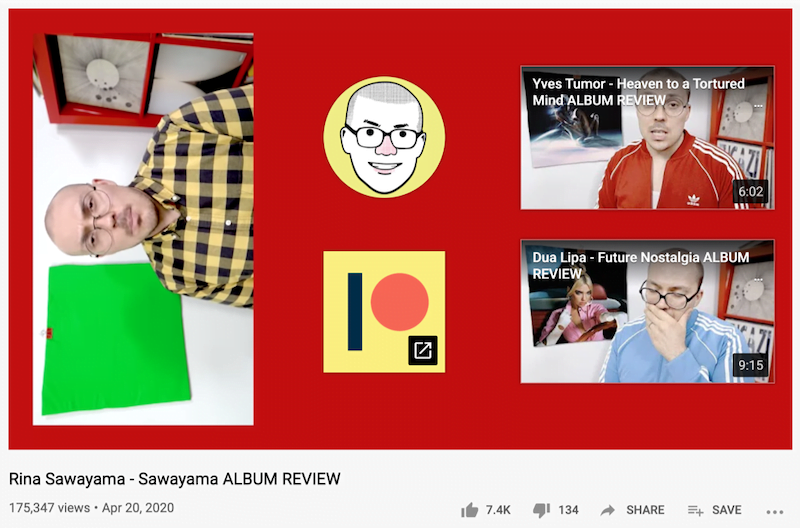 Yves Tumor - Heaven to a Tortured
Mind ALBUM REVIEW
6:02
Dua Lipa - Future Nostalgia ALBUM
REVIEW
9:15
Rina Sawayama - Sawayama ALBUM REVIEW
175,347 views • Apr 20, 2020
7.4K
134
SHARE
SAVE